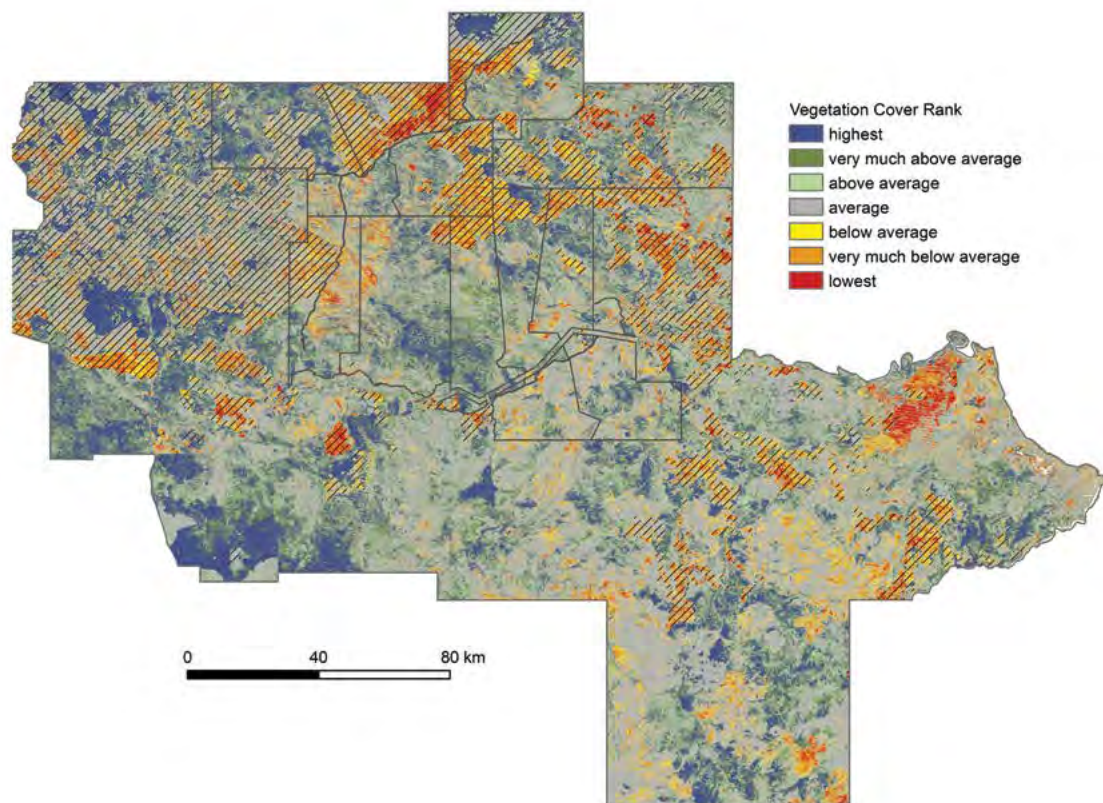 Vegetation Cover Rank
highest
very much above average
above average
average
below average
very much below average
lowest
0 40 80 km